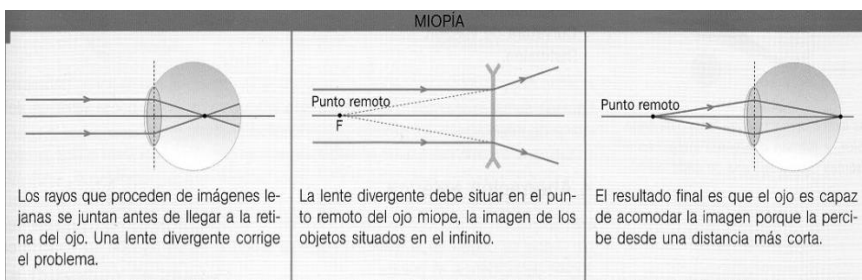 MIOPÍA
Punto remoto
F
Punto remoto
Los rayos que proceden de imágenes le-
janas se juntan antes de llegar a la reti-
na del ojo. Una lente divergente corrige
el problema.
La lente divergente debe situar en el pun-
to remoto del ojo miope, la imagen de los
objetos situados en el infinito.
El resultado final es que el ojo es capaz
de acomodar la imagen porque la perci-
be desde una distancia más corta.